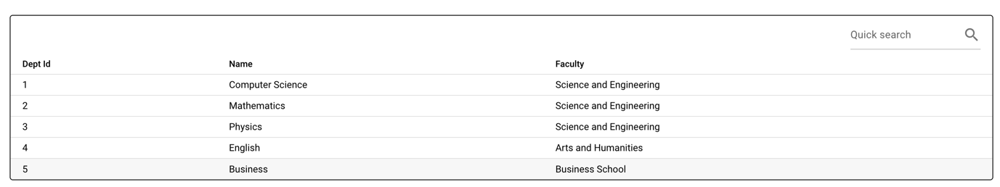 Quick search
Dept Id Name Faculty
1 Computer Science Science and Engineering
2 Mathematics Science and Engineering
3 Physics Science and Engineering
4 English Arts and Humanities
5 Business Business School